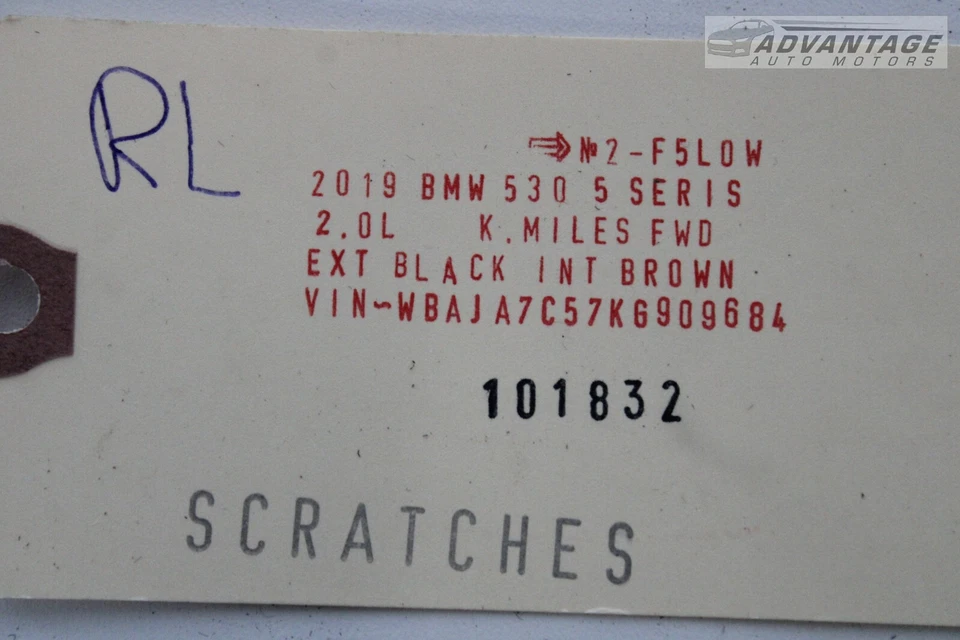 ADVANTAGE
AUTO MOTORS
RL
⇒ №2-F5LOW
2019 BMW 530 5 SERIS
2.0L K.MILES FWD
EXT BLACK INT BROWN
VIN~WBAJA7C57KG909684
101832
SCRATCHES